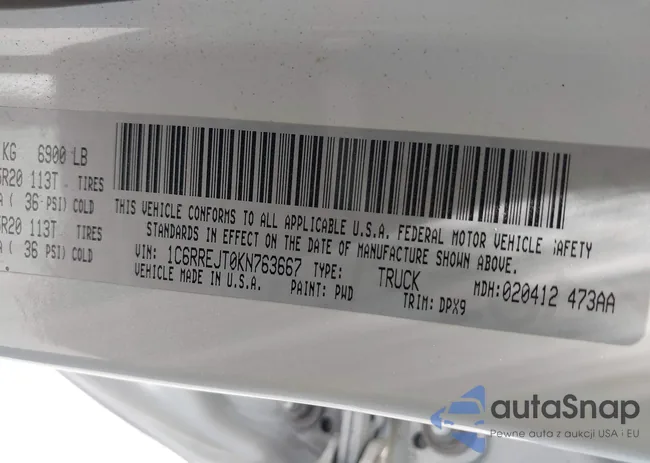 KG 6900 LB
R20 113T TIRES
( 36 PSI) COLD
R20 113T TIRES
( 36 PSI) COLD
THIS VEHICLE CONFORMS TO ALL APPLICABLE U.S.A. FEDERAL MOTOR VEHICLE SAFETY
STANDARDS IN EFFECT ON THE DATE OF MANUFACTURE SHOWN ABOVE.
VIN: 1C6RREJT0KN763667 TYPE: TRUCK MDH: 020412 473AA
VEHICLE MADE IN U.S.A. PAINT: PWD TRIM: DPX9
autaSnap
Pewne auta z aukcji USA i EU